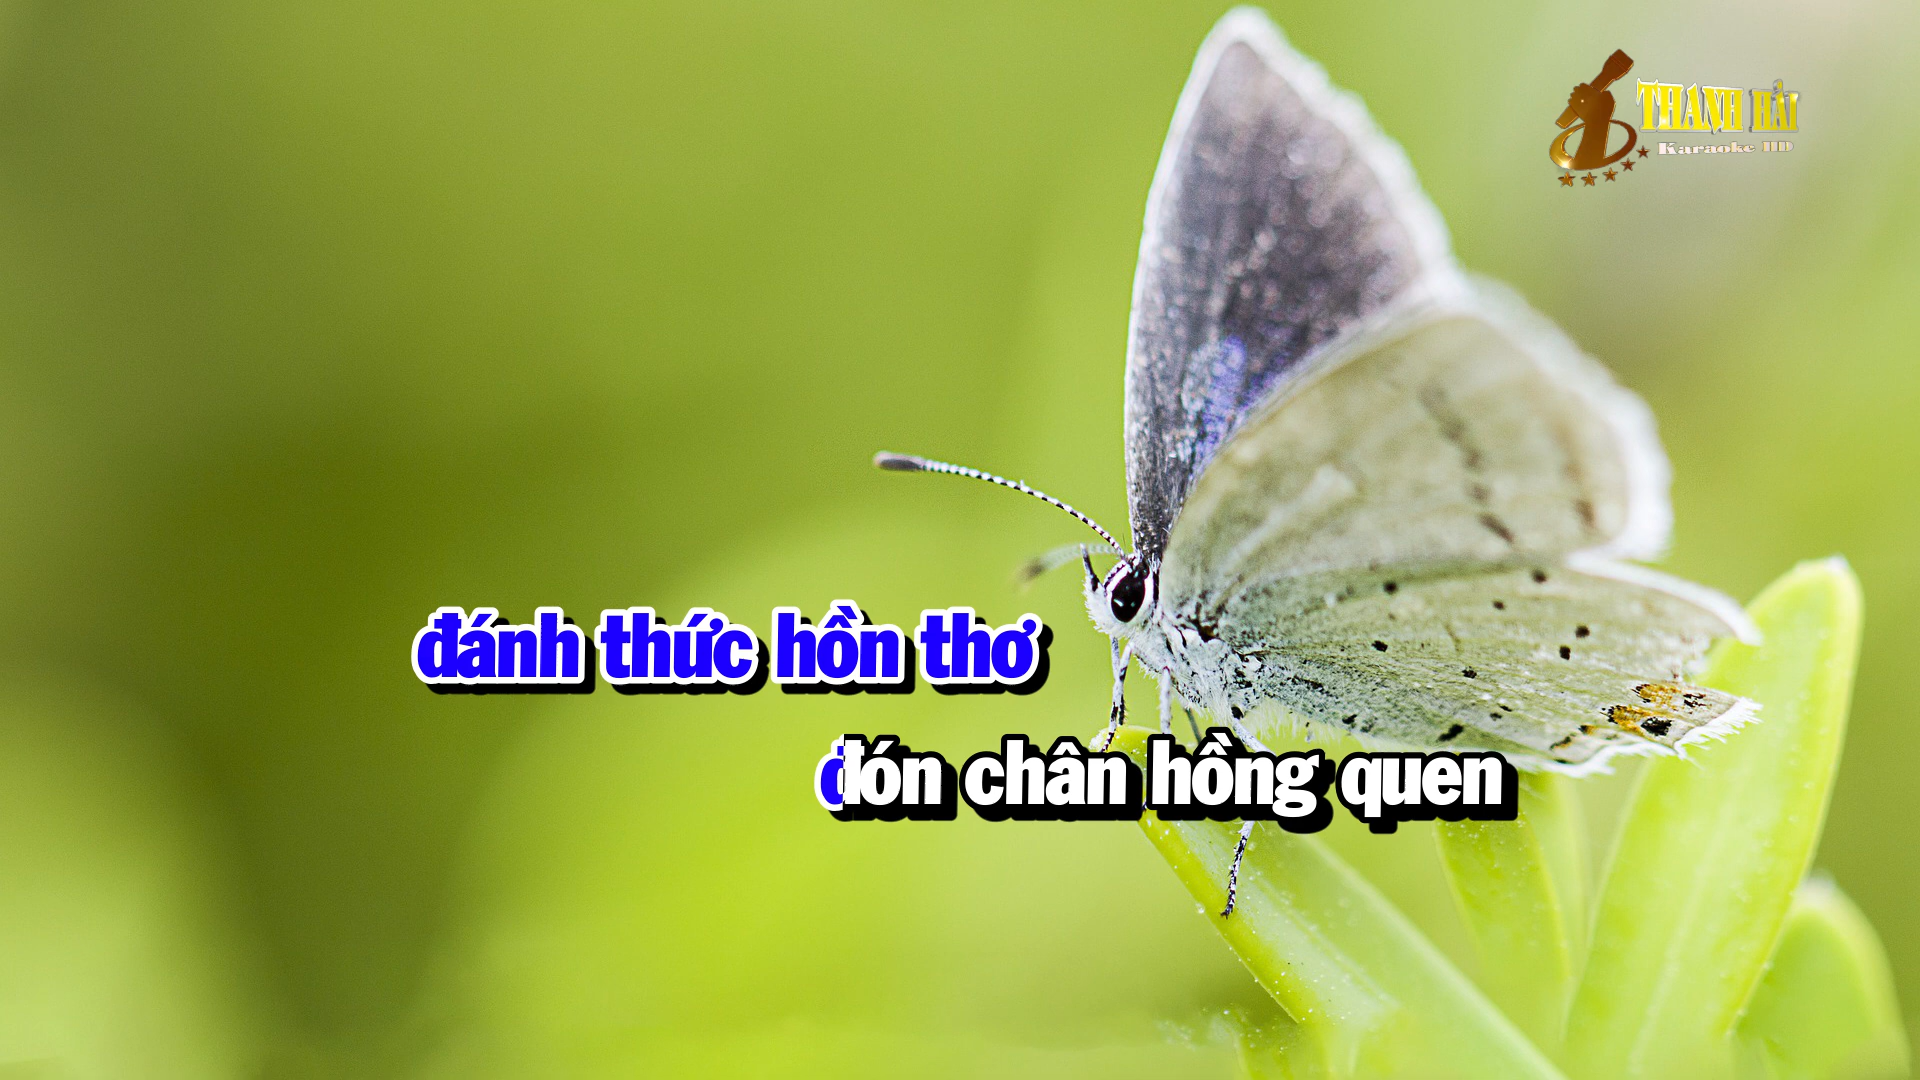 THANH HẢI
Karaoke HD
đánh thức hồn thơ
đón chân hồng quen